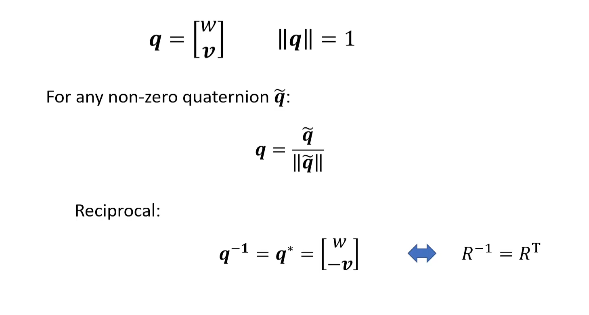 q = [w v] ‖q‖ = 1
For any non-zero quaternion q̃:
q = q̃ / ‖q̃‖
Reciprocal:
q⁻¹ = q* = [w −v] ⇔ R⁻¹ = Rᵀ